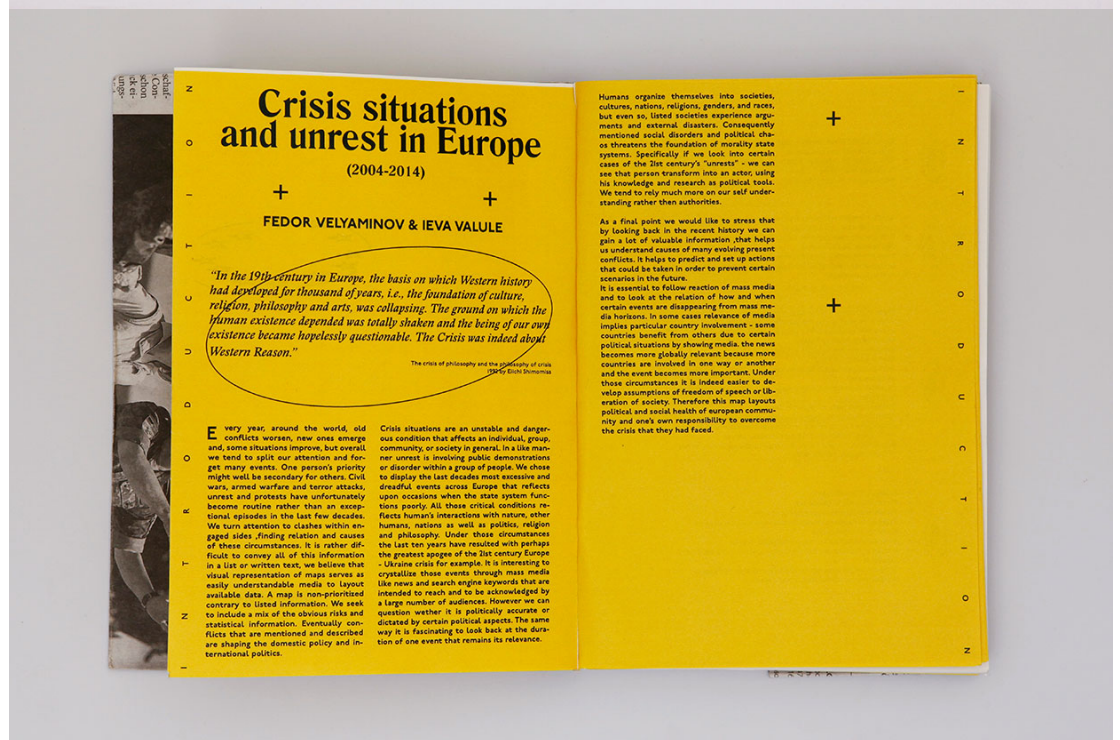 schaf-
Con-
schon
ck ei-
ungs-
INTRODUCTION
Crisis situations
and unrest in Europe
(2004-2014)
+ +
FEDOR VELYAMINOV & IEVA VALULE
“In the 19th century in Europe, the basis on which Western history
had developed for thousand of years, i.e., the foundation of culture,
religion, philosophy and arts, was collapsing. The ground on which the
human existence depended was totally shaken and the being of our own
existence became hopelessly questionable. The Crisis was indeed about
Western Reason.”
The crisis of philosophy and the philosophy of crisis
by Eiichi Shimomissé
Every year, around the world, old
conflicts worsen, new ones emerge
and, some situations improve, but overall
we tend to split our attention and for-
get many events. One person's priority
might well be secondary for others. Civil
wars, armed warfare and terror attacks,
unrest and protests have unfortunately
become routine rather than an excep-
tional episodes in the last few decades.
We turn attention to clashes within en-
gaged sides ,finding relation and causes
of these circumstances. It is rather dif-
ficult to convey all of this information
in a list or written text, we believe that
visual representation of maps serves as
easily understandable media to layout
available data. A map is non-prioritized
contrary to listed information. We seek
to include a mix of the obvious risks and
statistical information. Eventually con-
flicts that are mentioned and described
are shaping the domestic policy and in-
ternational politics.
Crisis situations are an unstable and danger-
ous condition that affects an individual, group,
community, or society in general. In a like man-
ner unrest is involving public demonstrations
or disorder within a group of people. We chose
to display the last decades most excessive and
dreadful events across Europe that reflects
upon occasions when the state system func-
tions poorly. All those critical conditions re-
flects human's interactions with nature, other
humans, nations as well as politics, religion
and philosophy. Under those circumstances
the last ten years have resulted with perhaps
the greatest apogee of the 21st century Europe
- Ukraine crisis for example. It is interesting to
crystallize those events through mass media
like news and search engine keywords that are
intended to reach and to be acknowledged by
a large number of audiences. However we can
question wether it is politically accurate or
dictated by certain political aspects. The same
way it is fascinating to look back at the dura-
tion of one event that remains its relevance.
Humans organize themselves into societies,
cultures, nations, religions, genders, and races,
but even so, listed societies experience argu-
ments and external disasters. Consequently
mentioned social disorders and political cha-
os threatens the foundation of morality state
systems. Specifically if we look into certain
cases of the 21st century's "unrests" - we can
see that person transform into an actor, using
his knowledge and research as political tools.
We tend to rely much more on our self under-
standing rather then authorities.
As a final point we would like to stress that
by looking back in the recent history we can
gain a lot of valuable information ,that helps
us understand causes of many evolving present
conflicts. It helps to predict and set up actions
that could be taken in order to prevent certain
scenarios in the future.
It is essential to follow reaction of mass media
and to look at the relation of how and when
certain events are disappearing from mass me-
dia horizons. In some cases relevance of media
implies particular country involvement - some
countries benefit from others due to certain
political situations by showing media. the news
becomes more globally relevant because more
countries are involved in one way or another
and the event becomes more important. Under
those circumstances it is indeed easier to de-
velop assumptions of freedom of speech or lib-
eration of society. Therefore this map layouts
political and social health of european commu-
nity and one's own responsibility to overcome
the crisis that they had faced.
+
+
INTRODUCTION